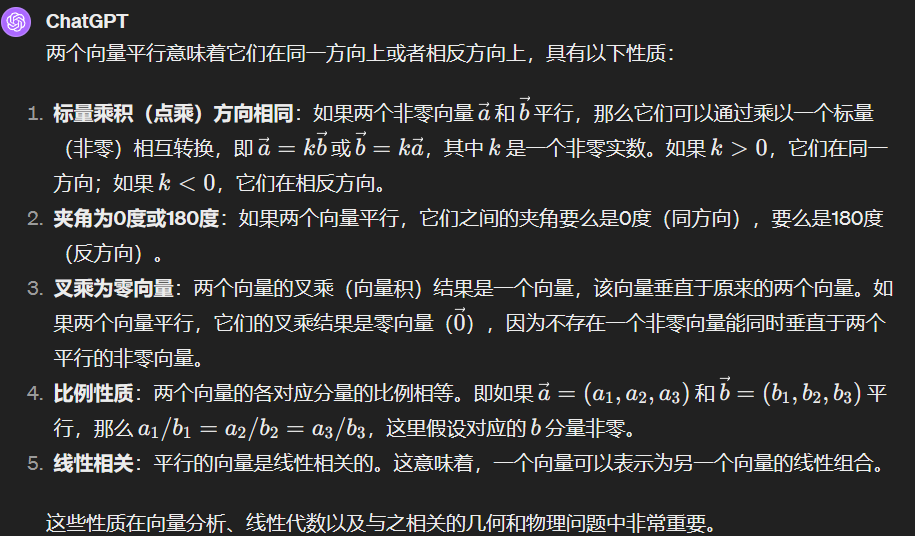 ChatGPT
两个向量平行意味着它们在同一方向上或者相反方向上，具有以下性质：
1. 标量乘积（点乘）方向相同：如果两个非零向量 $\vec{a}$ 和 $\vec{b}$ 平行，那么它们可以通过乘以一个标量
（非零）相互转换，即 $\vec{a} = k\vec{b}$ 或 $\vec{b} = k\vec{a}$，其中 $k$ 是一个非零实数。如果 $k > 0$，它们在同一
方向；如果 $k < 0$，它们在相反方向。
2. 夹角为0度或180度：如果两个向量平行，它们之间的夹角要么是0度（同方向），要么是180度
（反方向）。
3. 叉乘为零向量：两个向量的叉乘（向量积）结果是一个向量，该向量垂直于原来的两个向量。如
果两个向量平行，它们的叉乘结果是零向量（$\vec{0}$），因为不存在一个非零向量能同时垂直于两个
平行的非零向量。
4. 比例性质：两个向量的各对应分量的比例相等。即如果 $\vec{a} = (a_1, a_2, a_3)$ 和 $\vec{b} = (b_1, b_2, b_3)$ 平
行，那么 $a_1/b_1 = a_2/b_2 = a_3/b_3$，这里假设对应的 $b$ 分量非零。
5. 线性相关：平行的向量是线性相关的。这意味着，一个向量可以表示为另一个向量的线性组合。
这些性质在向量分析、线性代数以及与之相关的几何和物理问题中非常重要。